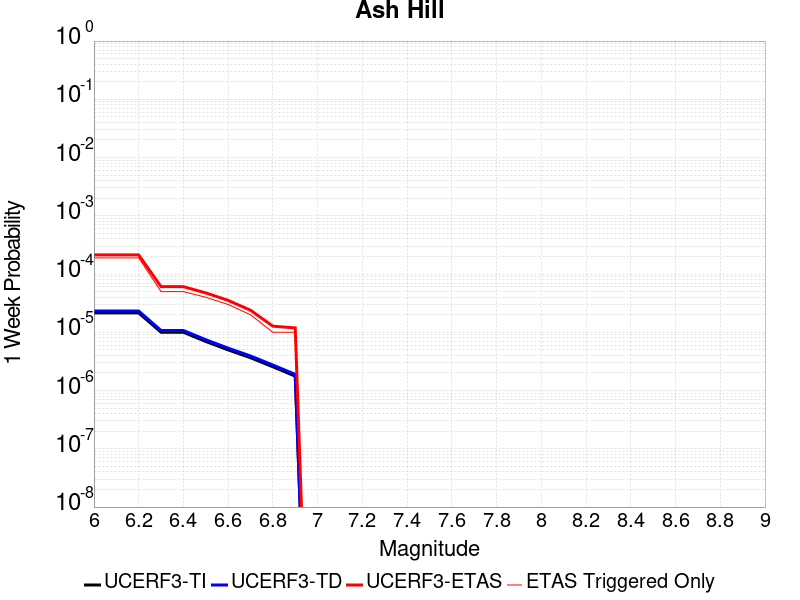 Ash Hill
10^0
10^-1
10^-2
10^-3
10^-4
10^-5
10^-6
10^-7
10^-8
1 Week Probability
6 6.2 6.4 6.6 6.8 7 7.2 7.4 7.6 7.8 8 8.2 8.4 8.6 8.8 9
Magnitude
UCERF3-TI UCERF3-TD UCERF3-ETAS ETAS Triggered Only